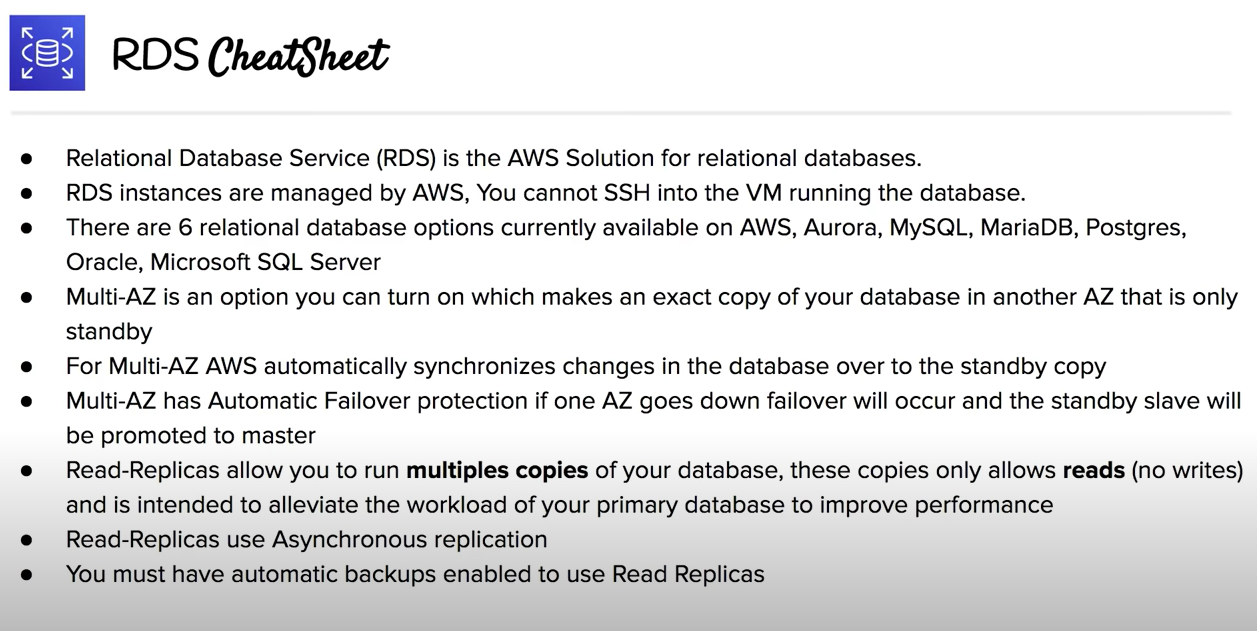 RDS CheatSheet
● Relational Database Service (RDS) is the AWS Solution for relational databases.
● RDS instances are managed by AWS, You cannot SSH into the VM running the database.
● There are 6 relational database options currently available on AWS, Aurora, MySQL, MariaDB, Postgres,
Oracle, Microsoft SQL Server
● Multi-AZ is an option you can turn on which makes an exact copy of your database in another AZ that is only
standby
● For Multi-AZ AWS automatically synchronizes changes in the database over to the standby copy
● Multi-AZ has Automatic Failover protection if one AZ goes down failover will occur and the standby slave will
be promoted to master
● Read-Replicas allow you to run multiples copies of your database, these copies only allows reads (no writes)
and is intended to alleviate the workload of your primary database to improve performance
● Read-Replicas use Asynchronous replication
● You must have automatic backups enabled to use Read Replicas